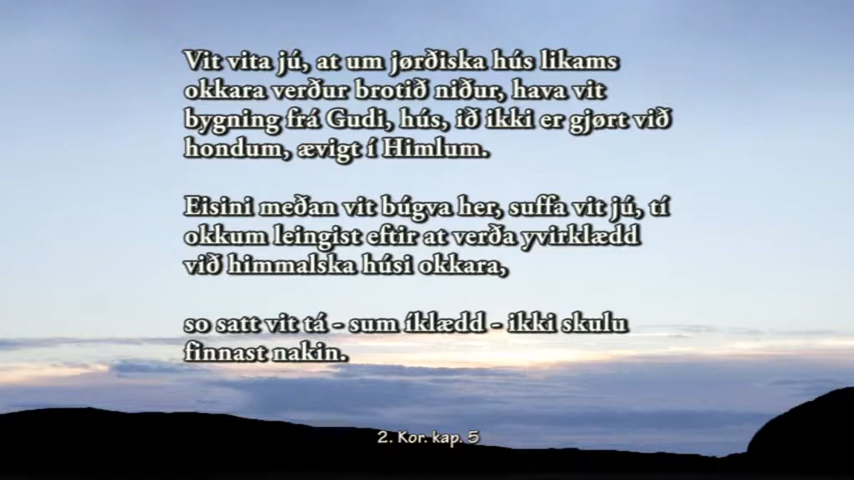 Vit vita jú, at um jørðiska hús likams
okkara verður brotið niður, hava vit
bygning frá Gudi, hús, ið ikki er gjørt við
hondum, ævigt í Himlum.
Eisini meðan vit búgva her, suffa vit jú, tí
okkum leingist eftir at verða yvirklædd
við himmalska húsi okkara,
so satt vit tá - sum íklædd - ikki skulu
finnast nakin.
2. Kor. kap. 5